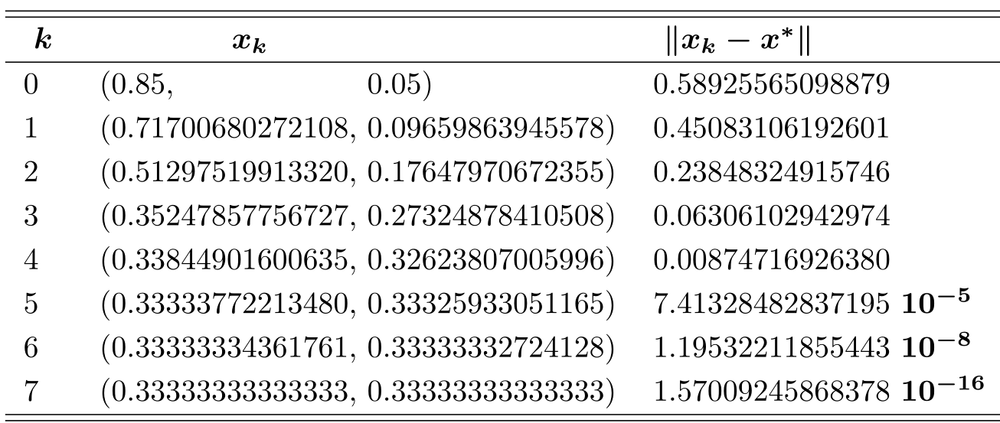 k x_k ‖x_k − x*‖
0 (0.85, 0.05) 0.58925565098879
1 (0.71700680272108, 0.09659863945578) 0.45083106192601
2 (0.51297519913320, 0.17647970672355) 0.23848324915746
3 (0.35247857756727, 0.27324878410508) 0.06306102942974
4 (0.33844901600635, 0.32623807005996) 0.00874716926380
5 (0.33333772213480, 0.33325933051165) 7.41328482837195 10⁻⁵
6 (0.33333334361761, 0.33333332724128) 1.19532211855443 10⁻⁸
7 (0.33333333333333, 0.33333333333333) 1.57009245868378 10⁻¹⁶